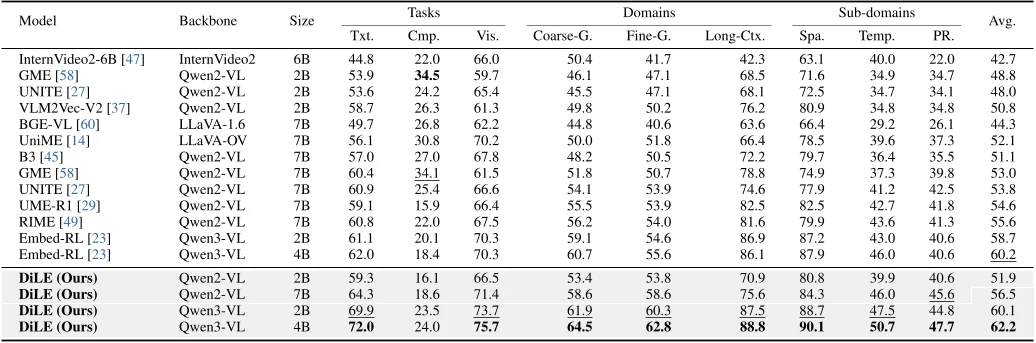 Model Backbone Size Tasks Domains Sub-domains Avg.
Txt. Cmp. Vis. Coarse-G. Fine-G. Long-Ctx. Spa. Temp. PR.
InternVideo2-6B [47] InternVideo2 6B 44.8 22.0 66.0 50.4 41.7 42.3 63.1 40.0 22.0 42.7
GME [58] Qwen2-VL 2B 53.9 34.5 59.7 46.1 47.1 68.5 71.6 34.9 34.7 48.8
UNITE [27] Qwen2-VL 2B 53.6 24.2 65.4 45.5 47.1 68.1 72.5 34.7 34.1 48.0
VLM2Vec-V2 [37] Qwen2-VL 2B 58.7 26.3 61.3 49.8 50.2 76.2 80.9 34.8 34.8 50.8
BGE-VL [60] LLaVA-1.6 7B 49.7 26.8 62.2 44.8 40.6 63.6 66.4 29.2 26.1 44.3
UniME [14] LLaVA-OV 7B 56.1 30.8 70.2 50.0 51.8 66.4 78.5 39.6 37.3 52.1
B3 [45] Qwen2-VL 7B 57.0 27.0 67.8 48.2 50.5 72.2 79.7 36.4 35.5 51.1
GME [58] Qwen2-VL 7B 60.4 34.1 61.5 51.8 50.7 78.8 74.9 37.3 39.8 53.0
UNITE [27] Qwen2-VL 7B 60.9 25.4 66.6 54.1 53.9 74.6 77.9 41.2 42.5 53.8
UME-R1 [29] Qwen2-VL 7B 59.1 15.9 66.4 55.5 53.9 82.5 82.5 42.7 41.8 54.6
RIME [49] Qwen2-VL 7B 60.8 22.0 67.5 56.2 54.0 81.6 79.9 43.6 41.3 55.6
Embed-RL [23] Qwen3-VL 2B 61.1 20.1 70.3 59.1 54.6 86.9 87.2 43.0 40.6 58.7
Embed-RL [23] Qwen3-VL 4B 62.0 18.4 70.3 60.7 55.6 86.1 87.9 46.0 40.6 60.2
DiLE (Ours) Qwen2-VL 2B 59.3 16.1 66.5 53.4 53.8 70.9 80.8 39.9 40.6 51.9
DiLE (Ours) Qwen2-VL 7B 64.3 18.6 71.4 58.6 58.6 75.6 84.3 46.0 45.6 56.5
DiLE (Ours) Qwen3-VL 2B 69.9 23.5 73.7 61.9 60.3 87.5 88.7 47.5 44.8 60.1
DiLE (Ours) Qwen3-VL 4B 72.0 24.0 75.7 64.5 62.8 88.8 90.1 50.7 47.7 62.2